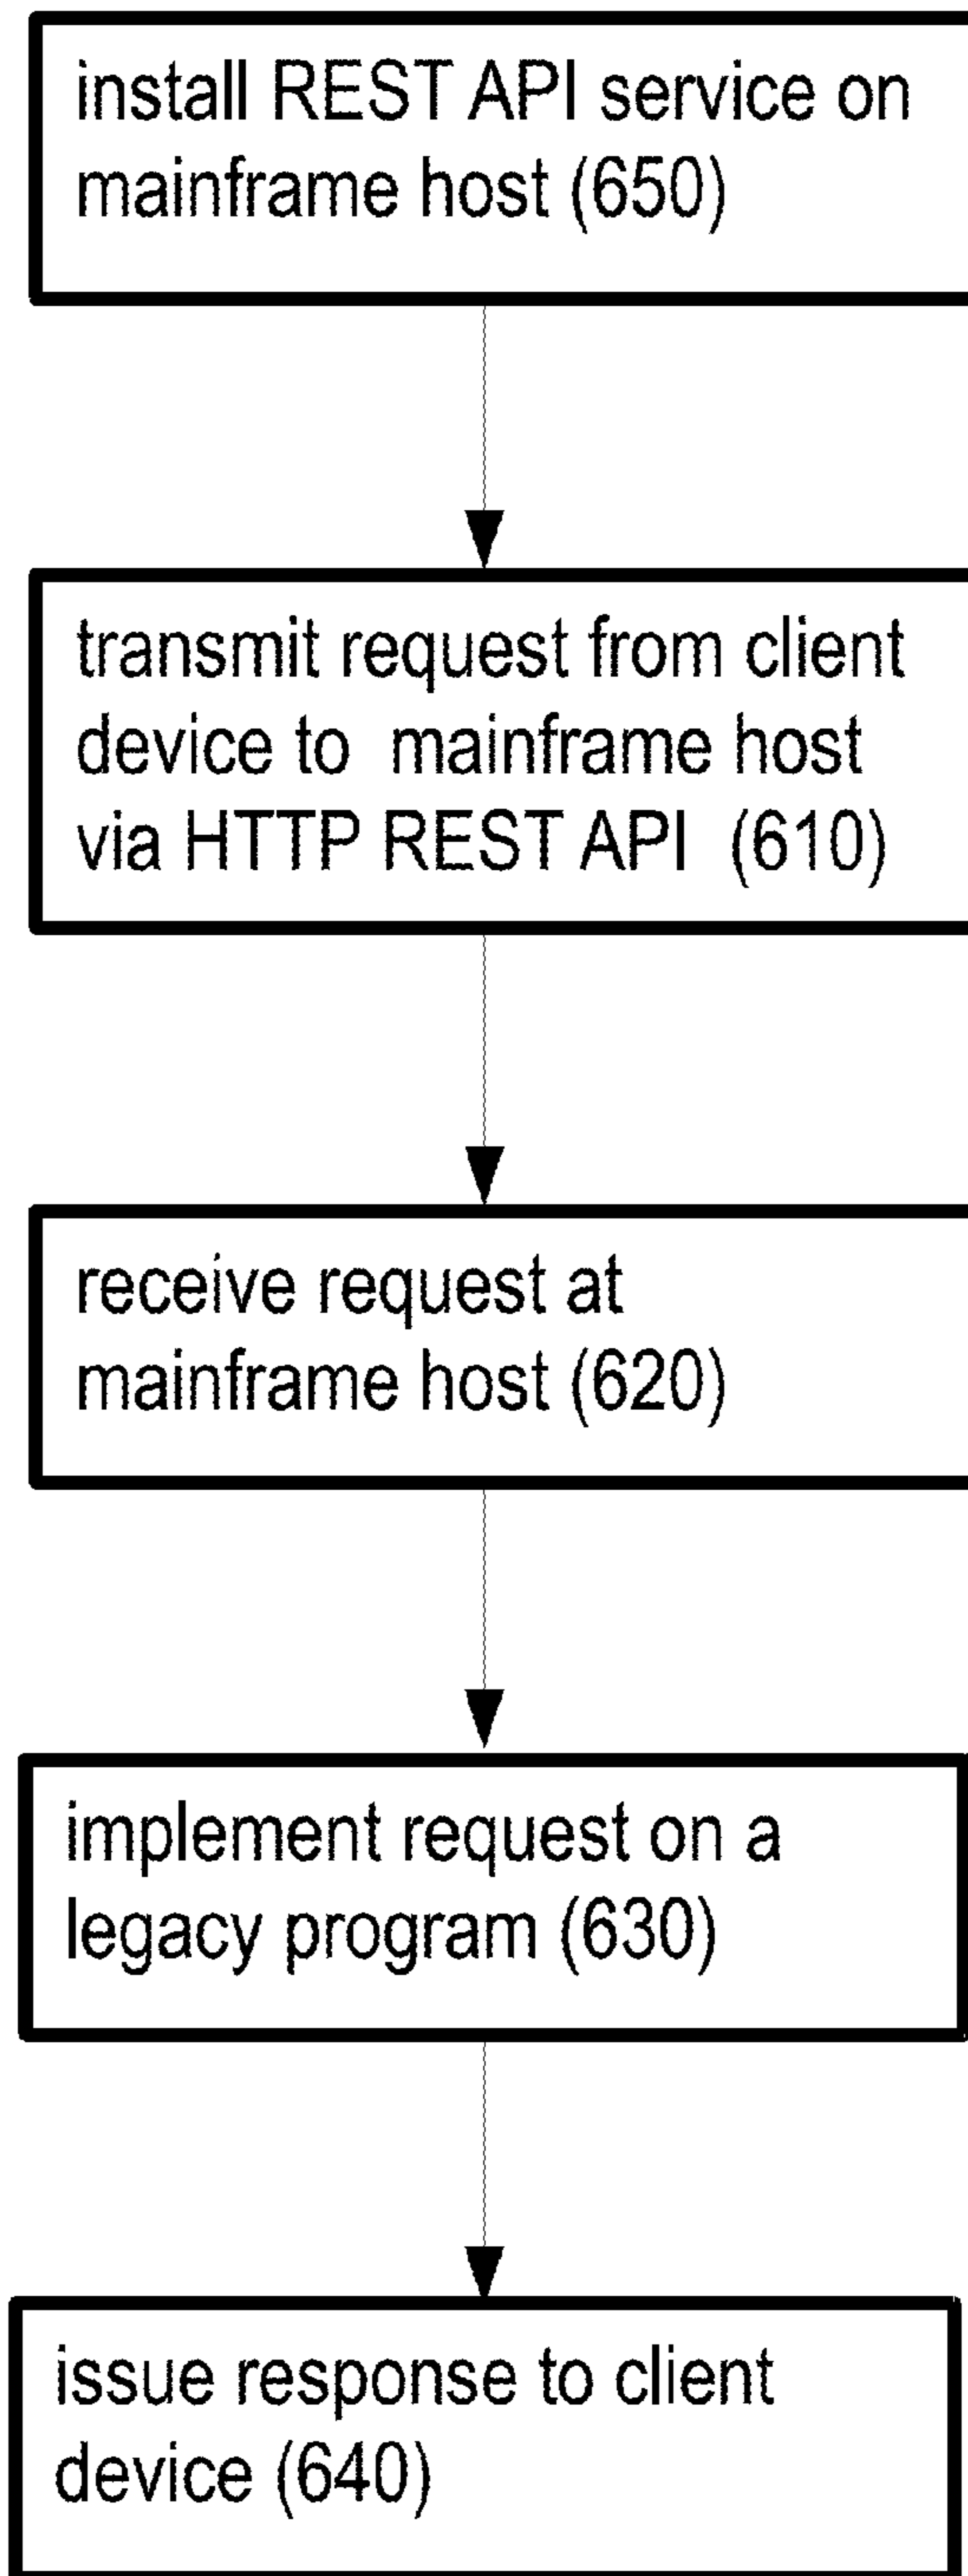 install REST API service on
mainframe host (650)
transmit request from client
device to mainframe host
via HTTP REST API (610)
receive request at
mainframe host (620)
implement request on a
legacy program (630)
issue response to client
device (640)